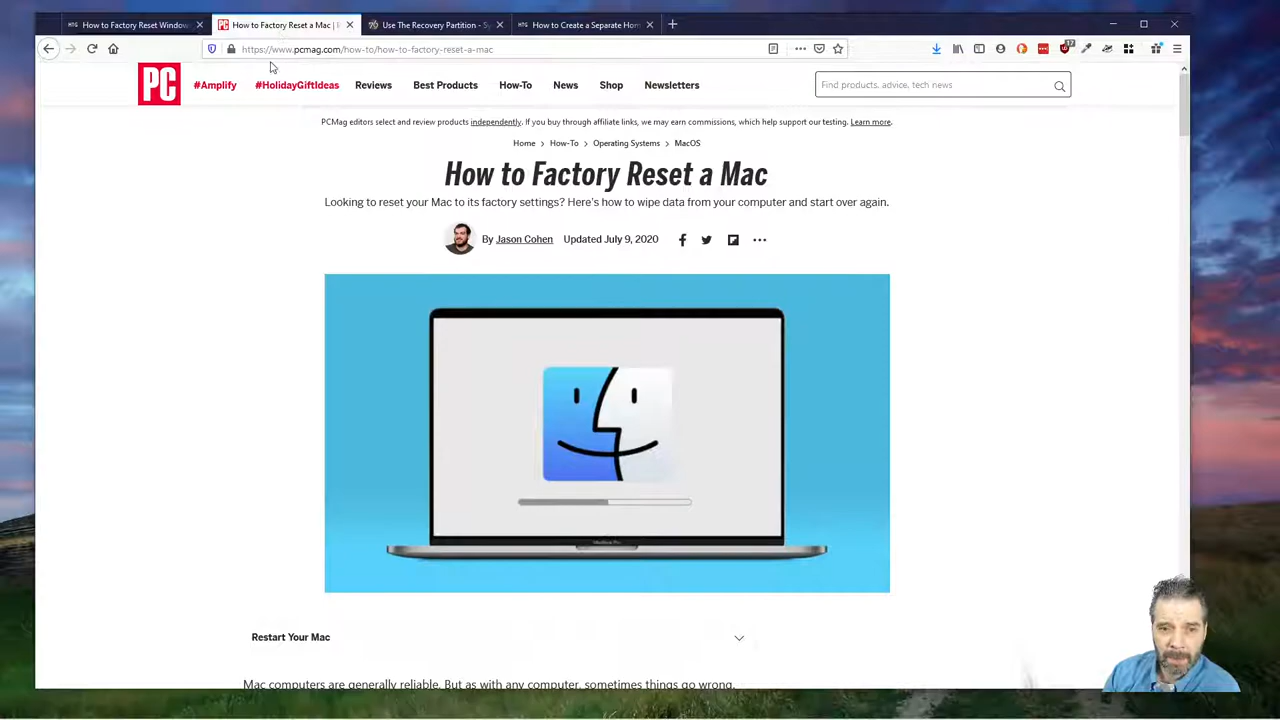 How to Factory Reset Window
How to Factory Reset a Mac |
Use The Recovery Partition - Sy
How to Create a Separate Hom
https://www.pcmag.com/how-to/how-to-factory-reset-a-mac
17
PC
#Amplify
#HolidayGiftIdeas
Reviews
Best Products
How-To
News
Shop
Newsletters
Find products, advice, tech news
PCMag editors select and review products independently. If you buy through affiliate links, we may earn commissions, which help support our testing. Learn more.
Home > How-To > Operating Systems > MacOS
How to Factory Reset a Mac
Looking to reset your Mac to its factory settings? Here's how to wipe data from your computer and start over again.
By Jason Cohen Updated July 9, 2020
MacBook Pro
Restart Your Mac
Mac computers are generally reliable. But as with any computer, sometimes things go wrong.